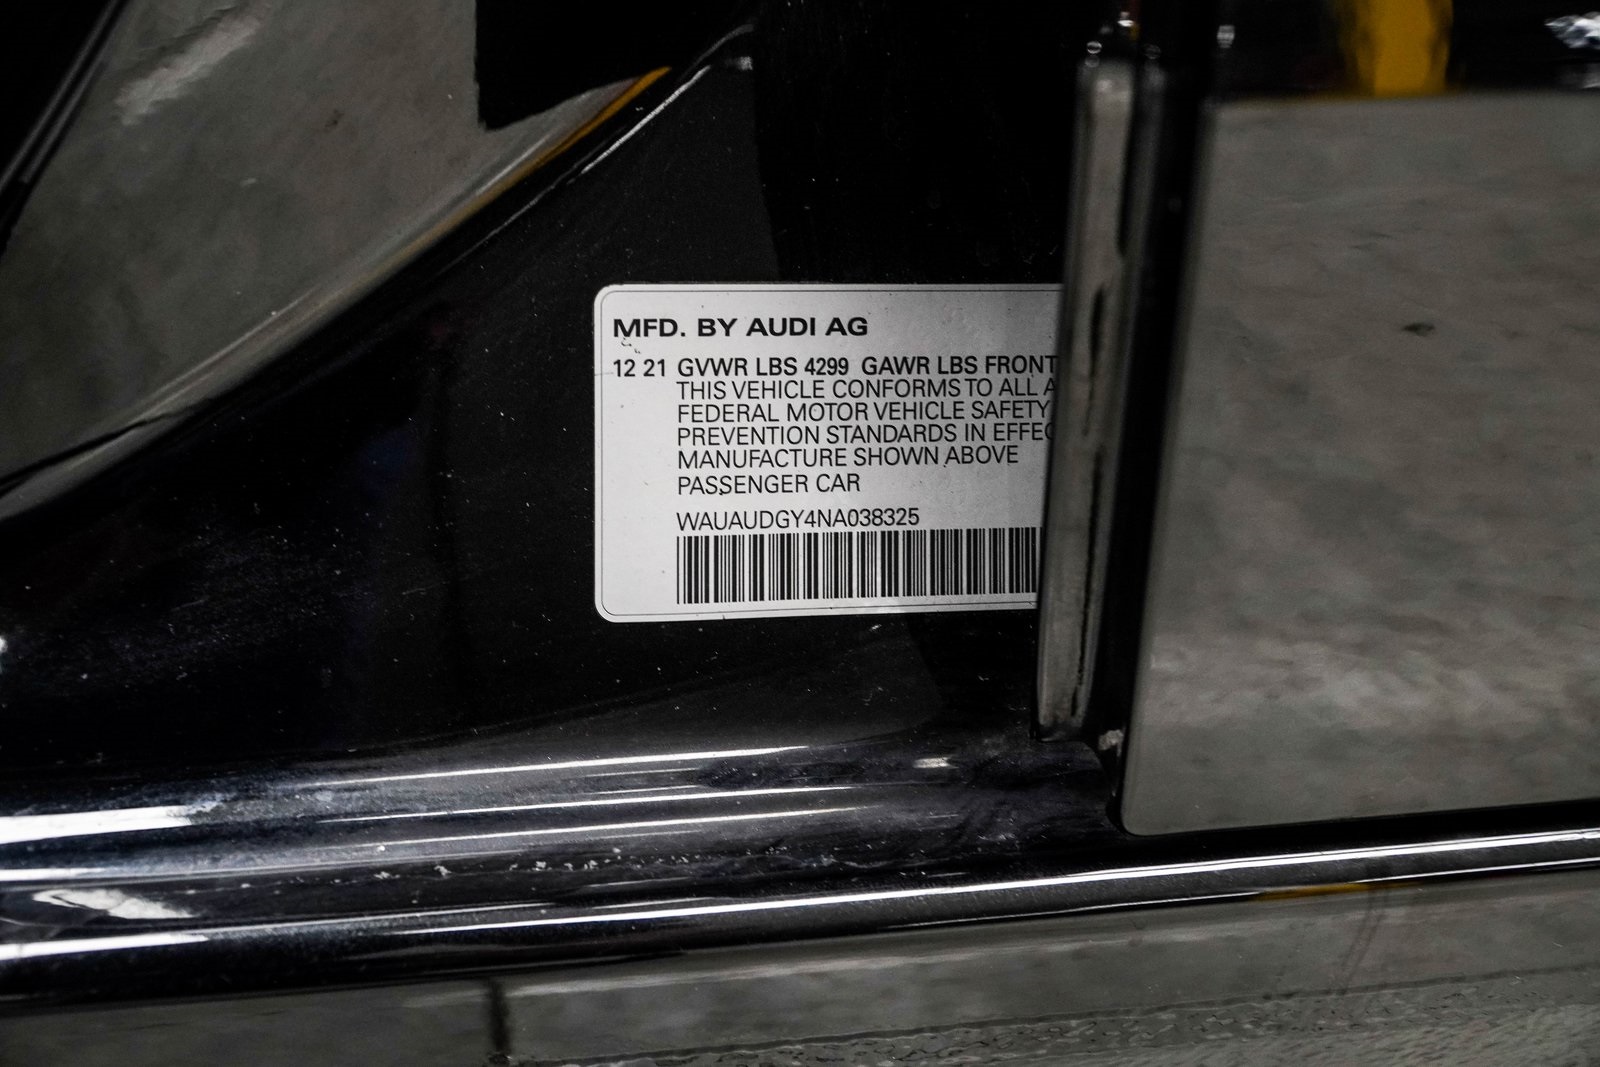 MFD. BY AUDI AG
12 21 GVWR LBS 4299 GAWR LBS FRONT
THIS VEHICLE CONFORMS TO ALL A
FEDERAL MOTOR VEHICLE SAFETY
PREVENTION STANDARDS IN EFFEC
MANUFACTURE SHOWN ABOVE
PASSENGER CAR
WAUAUDGY4NA038325